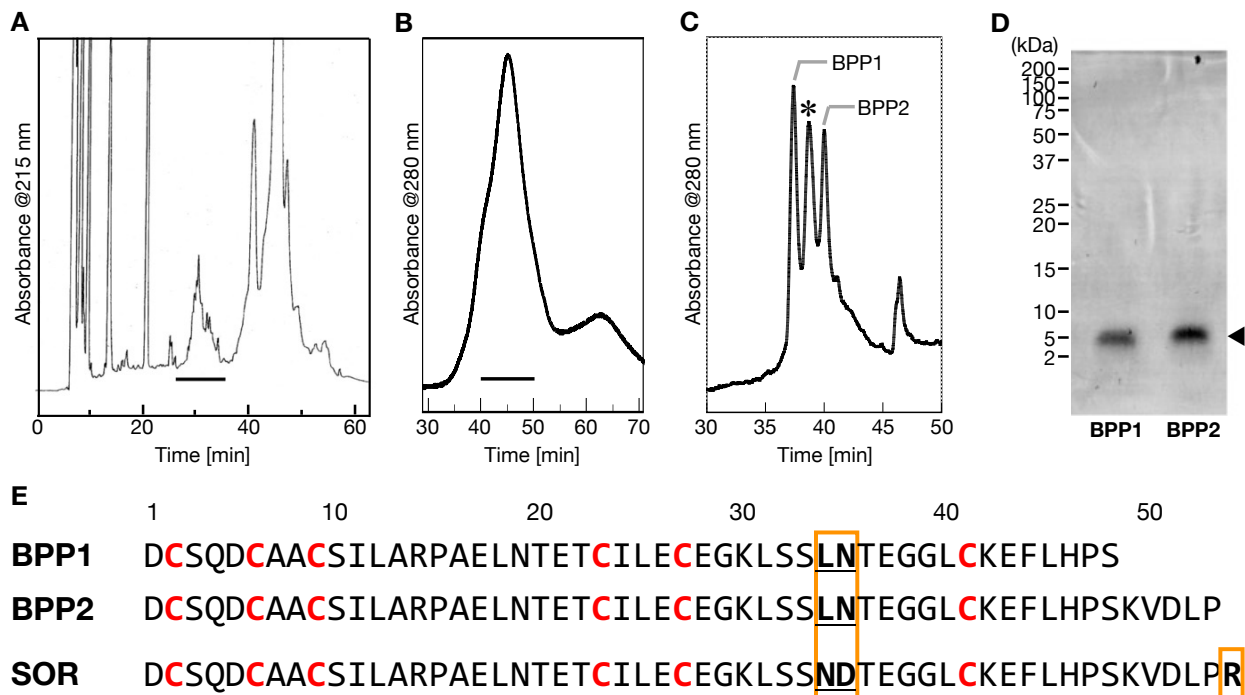 A
Absorbance @215 nm
0 20 40 60
Time [min]
B
Absorbance @280 nm
30 40 50 60 70
Time [min]
C
BPP1
*
BPP2
Absorbance @280 nm
30 35 40 45 50
Time [min]
D
(kDa)
200
150
100
75
50
37
25
20
15
10
5
2
BPP1 BPP2
E
1 10 20 30 40 50
BPP1 DCSQDCAACSILARPAELNTETCILECEGKLSSLNTEGGLCKEFLHPS
BPP2 DCSQDCAACSILARPAELNTETCILECEGKLSSLNTEGGLCKEFLHPSKVDLP
SOR DCSQDCAACSILARPAELNTETCILECEGKLSSNDTEGGLCKEFLHPSKVDLPR